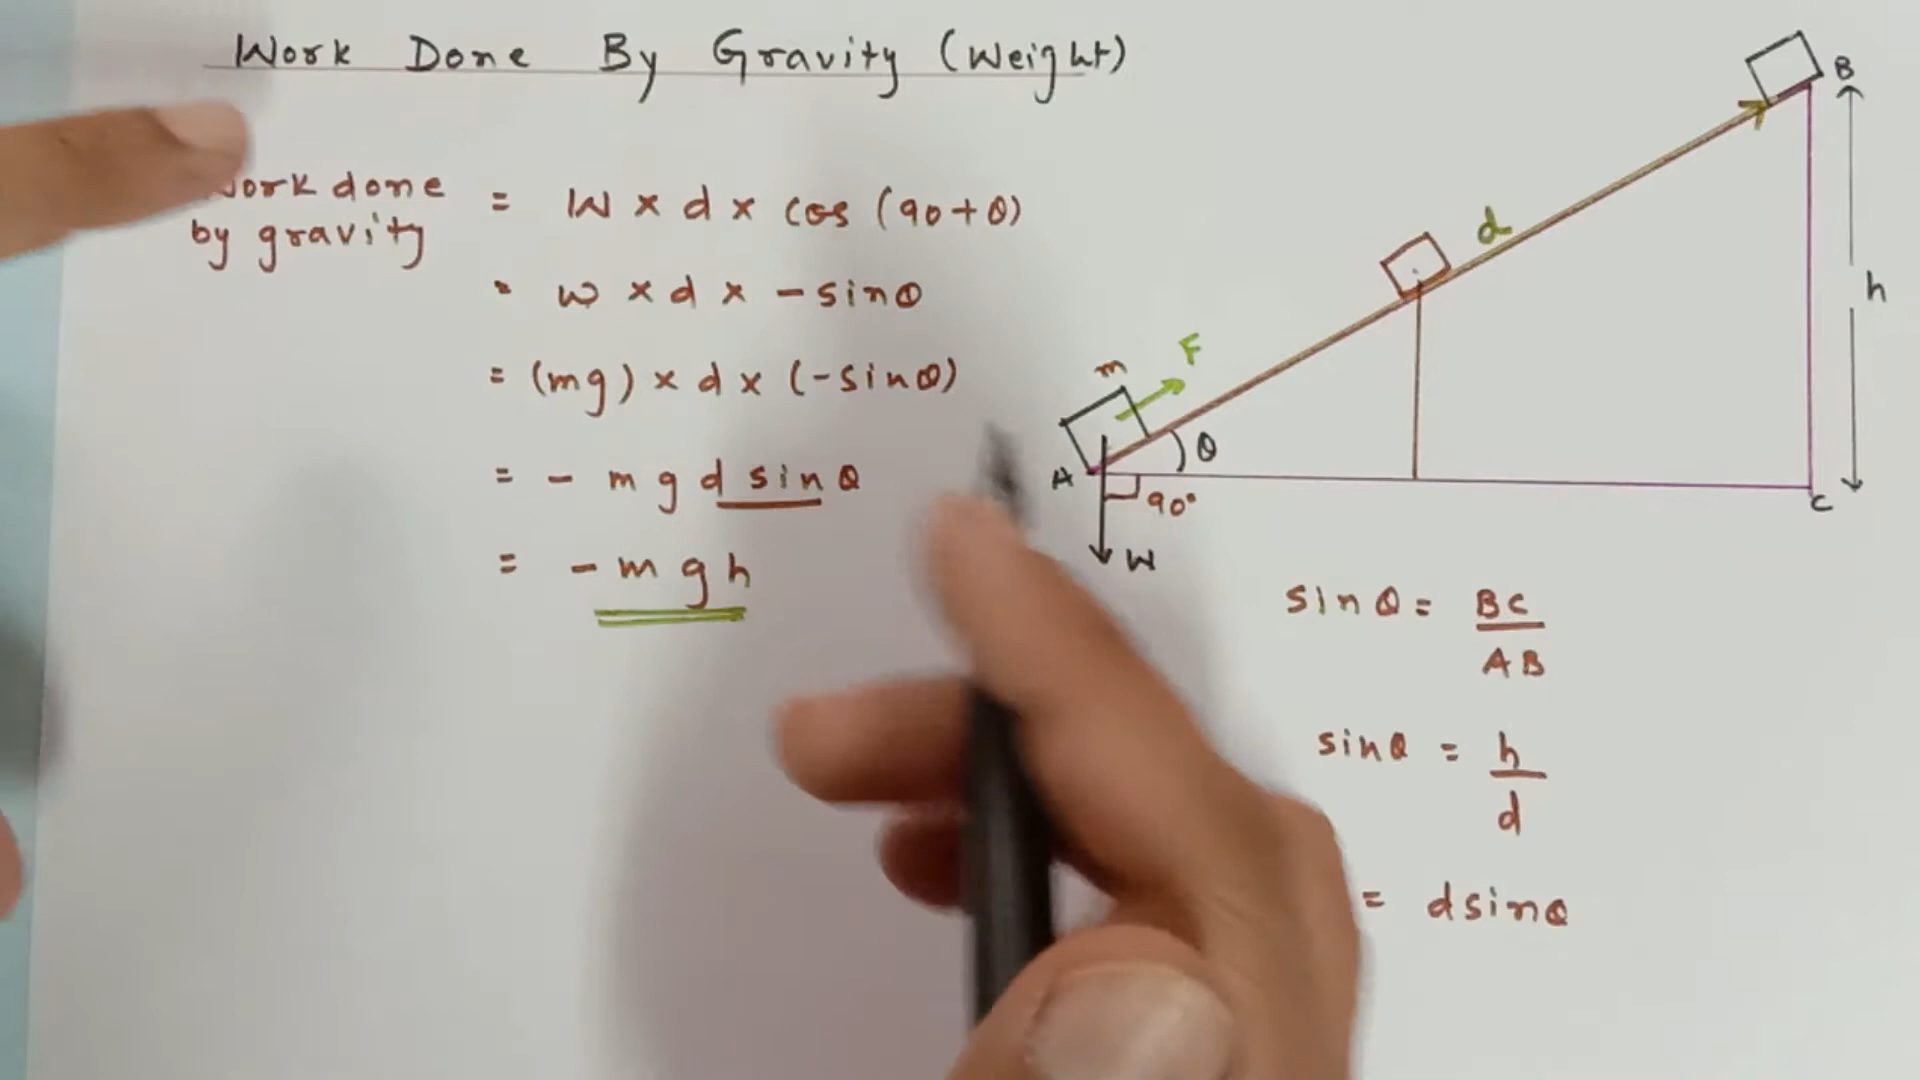 Work Done By Gravity (Weight)
work done
by gravity
= W × d × cos (90+θ)
= w × d × -sinθ
= (mg) × d × (-sinθ)
= - m g d sinθ
= - m g h
B
d
h
F
m
θ
A
90°
C
W
sinθ = BC
AB
sinθ = h
d
= dsinθ